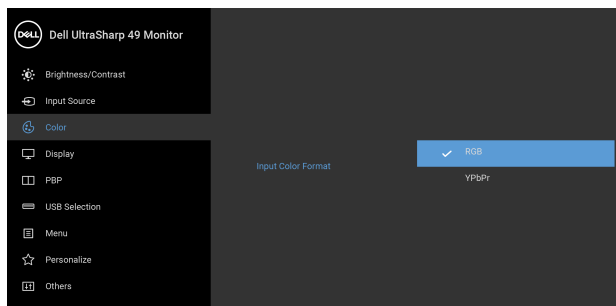 DELL
Dell UltraSharp 49 Monitor
Brightness/Contrast
Input Source
Color
Display
PBP
USB Selection
Menu
Personalize
Others
Input Color Format
RGB
YPbPr